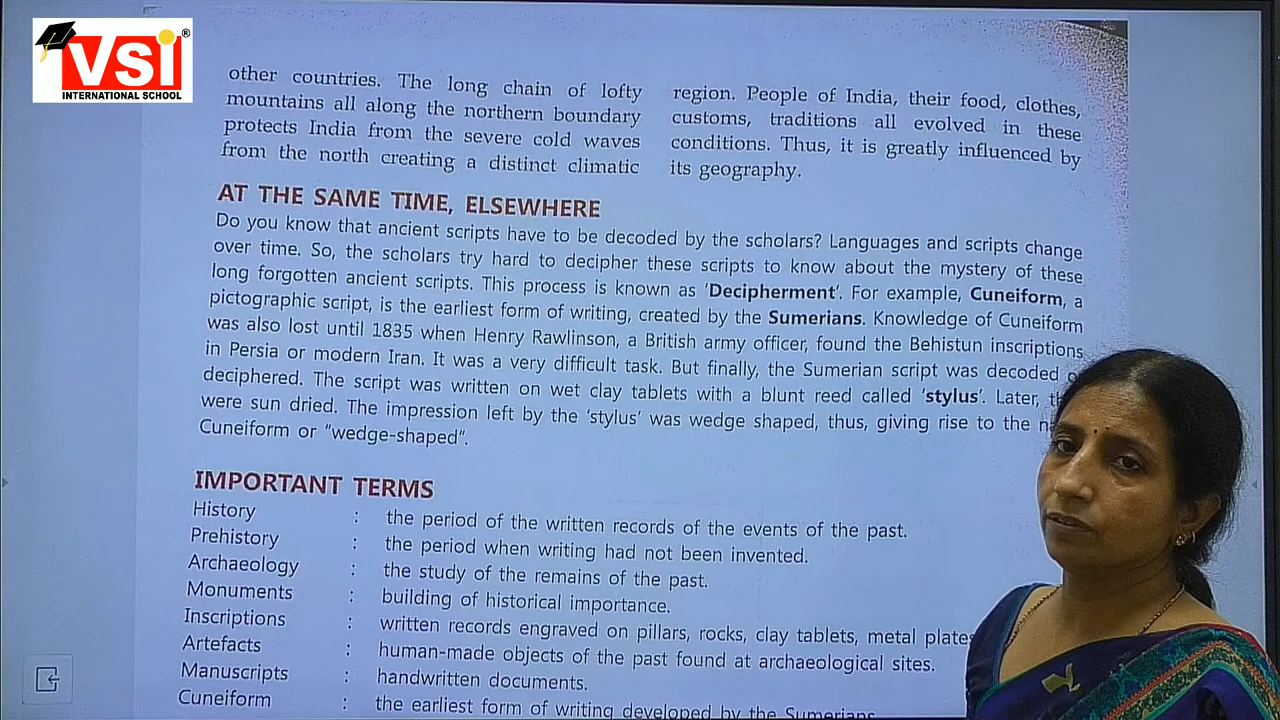 VSI
®
INTERNATIONAL SCHOOL
other countries. The long chain of lofty
mountains all along the northern boundary
protects India from the severe cold waves
from the north creating a distinct climatic
region. People of India, their food, clothes,
customs, traditions all evolved in these
conditions. Thus, it is greatly influenced by
its geography.
AT THE SAME TIME, ELSEWHERE
Do you know that ancient scripts have to be decoded by the scholars? Languages and scripts change
over time. So, the scholars try hard to decipher these scripts to know about the mystery of these
long forgotten ancient scripts. This process is known as 'Decipherment'. For example, Cuneiform, a
pictographic script, is the earliest form of writing, created by the Sumerians. Knowledge of Cuneiform
was also lost until 1835 when Henry Rawlinson, a British army officer, found the Behistun inscriptions
in Persia or modern Iran. It was a very difficult task. But finally, the Sumerian script was decoded
deciphered. The script was written on wet clay tablets with a blunt reed called 'stylus'. Later,
were sun dried. The impression left by the 'stylus' was wedge shaped, thus, giving rise to the
Cuneiform or "wedge-shaped".
IMPORTANT TERMS
History : the period of the written records of the events of the past.
Prehistory : the period when writing had not been invented.
Archaeology : the study of the remains of the past.
Monuments : building of historical importance.
Inscriptions : written records engraved on pillars, rocks, clay tablets, metal plates
Artefacts : human-made objects of the past found at archaeological sites.
Manuscripts : handwritten documents.
Cuneiform : the earliest form of writing developed by the Sumerians